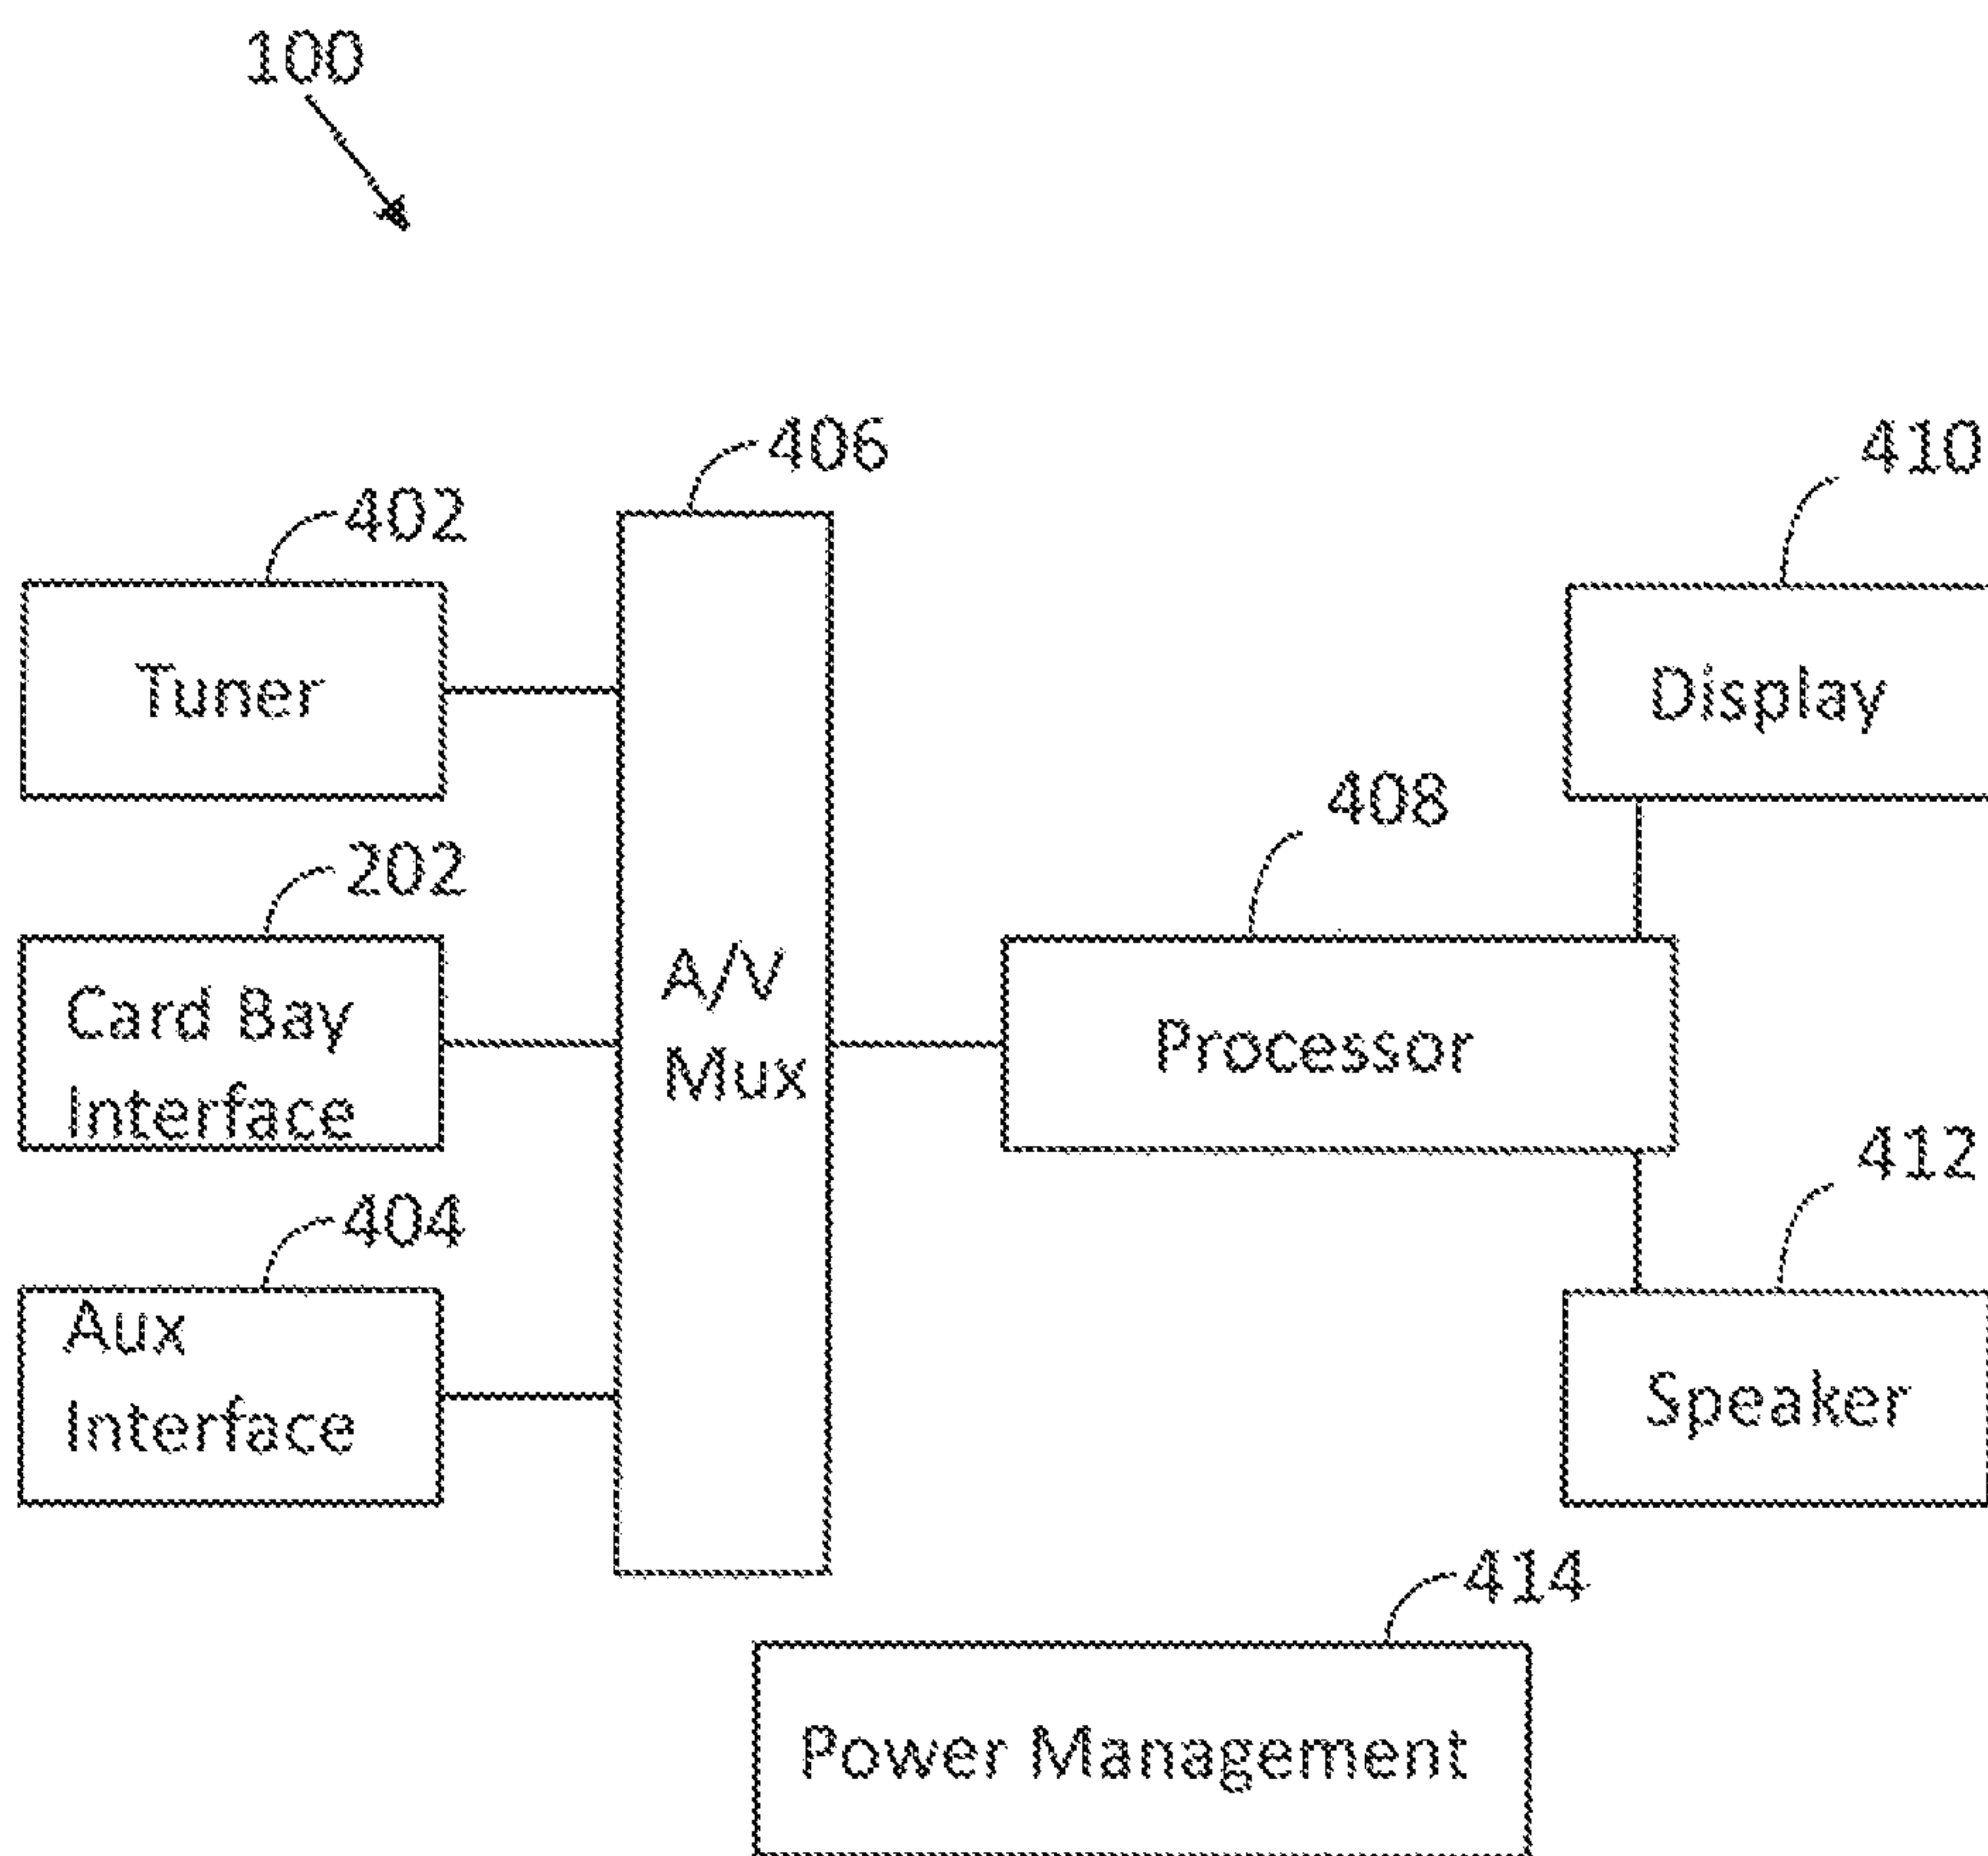 100
406
410
402
Tuner
Display
408
202
Card Bay
Interface
A/V
Mux
Processor
412
404
Aux
Interface
Speaker
414
Power Management